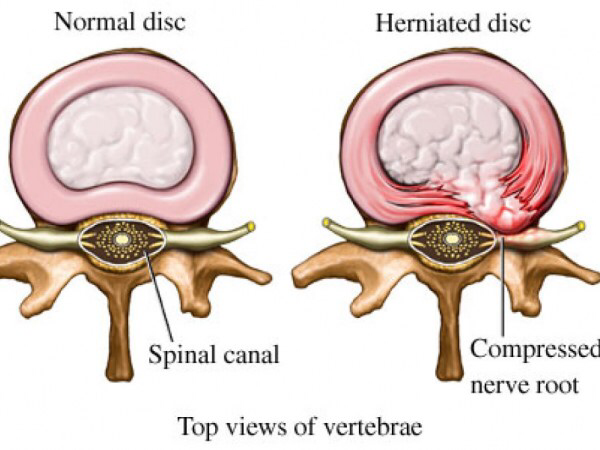 Normal disc
Herniated disc
Spinal canal
Compressed
nerve root
Top views of vertebrae